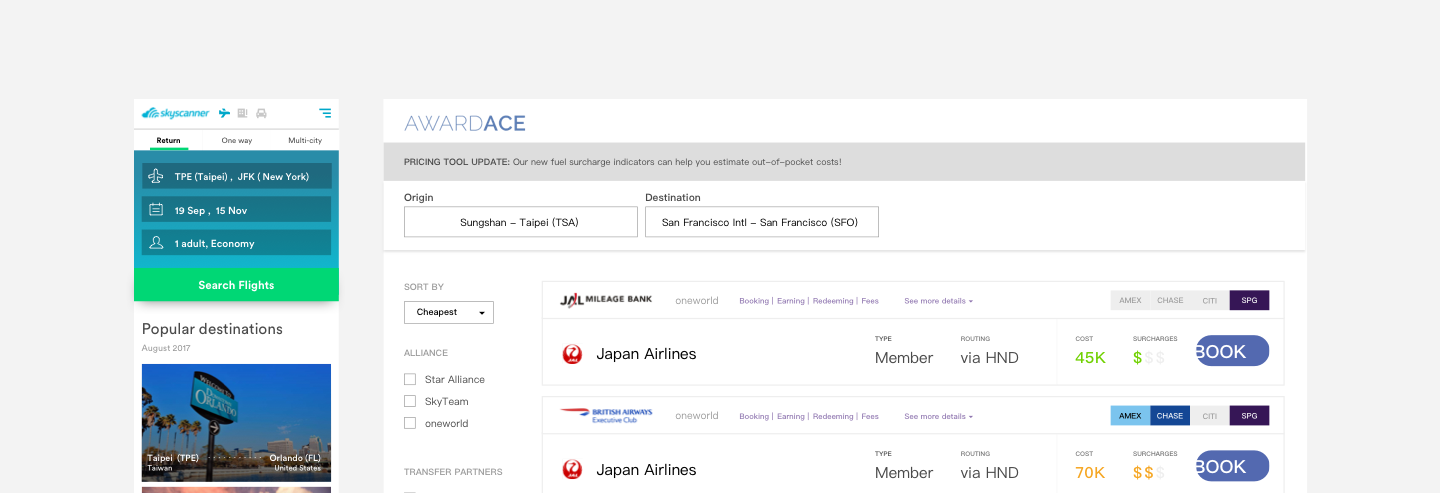 skyscanner
Return One way Multi-city
TPE (Taipei) , JFK ( New York)
19 Sep , 15 Nov
1 adult, Economy
Search Flights
Popular destinations
August 2017
WELCOME TO
Downtown
ORLANDO
Taipei (TPE) Orlando (FL)
Taiwan United States
AWARDACE
PRICING TOOL UPDATE: Our new fuel surcharge indicators can help you estimate out-of-pocket costs!
Origin Destination
Sungshan - Taipei (TSA) San Francisco Intl - San Francisco (SFO)
SORT BY
Cheapest
ALLIANCE
Star Alliance
SkyTeam
oneworld
TRANSFER PARTNERS
JAL MILEAGE BANK oneworld Booking | Earning | Redeeming | Fees See more details AMEX CHASE CITI SPG
Japan Airlines
TYPE ROUTING COST SURCHARGES
Member via HND 45K $$$ BOOK
BRITISH AIRWAYS
Executive Club
oneworld Booking | Earning | Redeeming | Fees See more details AMEX CHASE CITI SPG
Japan Airlines
TYPE ROUTING COST SURCHARGES
Member via HND 70K $$$ BOOK